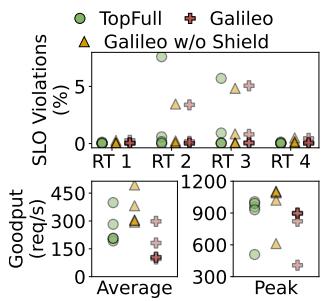 TopFull Galileo
Galileo w/o Shield
SLO Violations
(%)
5
0
RT 1 RT 2 RT 3 RT 4
Goodput
(req/s)
450
300
150
0
Average
1200
900
600
300
Peak